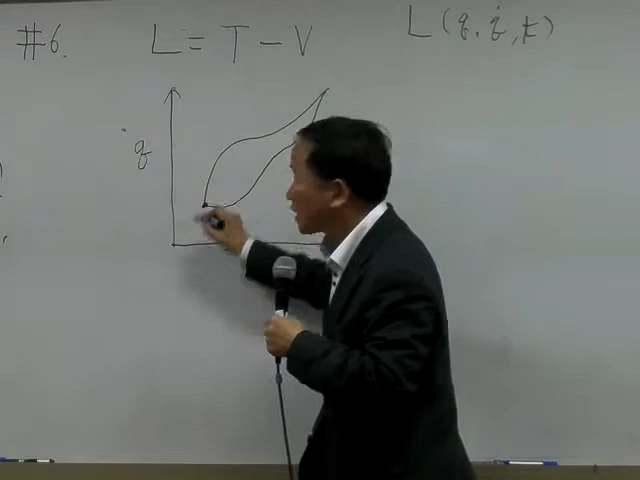 #6. L = T - V L(q, q̇, t)
q̇